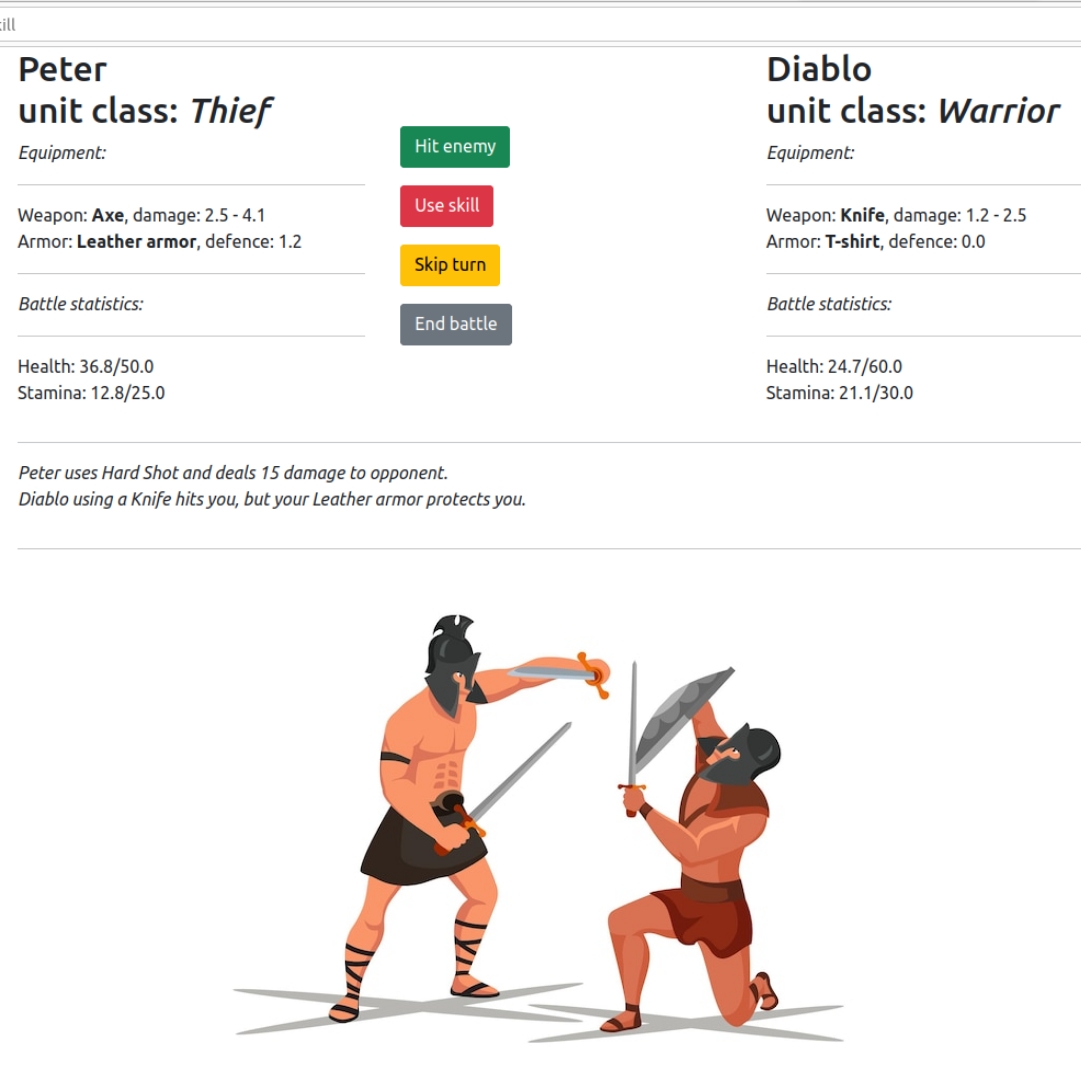 Peter
unit class: Thief
Equipment:
Weapon: Axe, damage: 2.5 - 4.1
Armor: Leather armor, defence: 1.2
Battle statistics:
Health: 36.8/50.0
Stamina: 12.8/25.0
Hit enemy
Use skill
Skip turn
End battle
Diablo
unit class: Warrior
Equipment:
Weapon: Knife, damage: 1.2 - 2.5
Armor: T-shirt, defence: 0.0
Battle statistics:
Health: 24.7/60.0
Stamina: 21.1/30.0
Peter uses Hard Shot and deals 15 damage to opponent.
Diablo using a Knife hits you, but your Leather armor protects you.